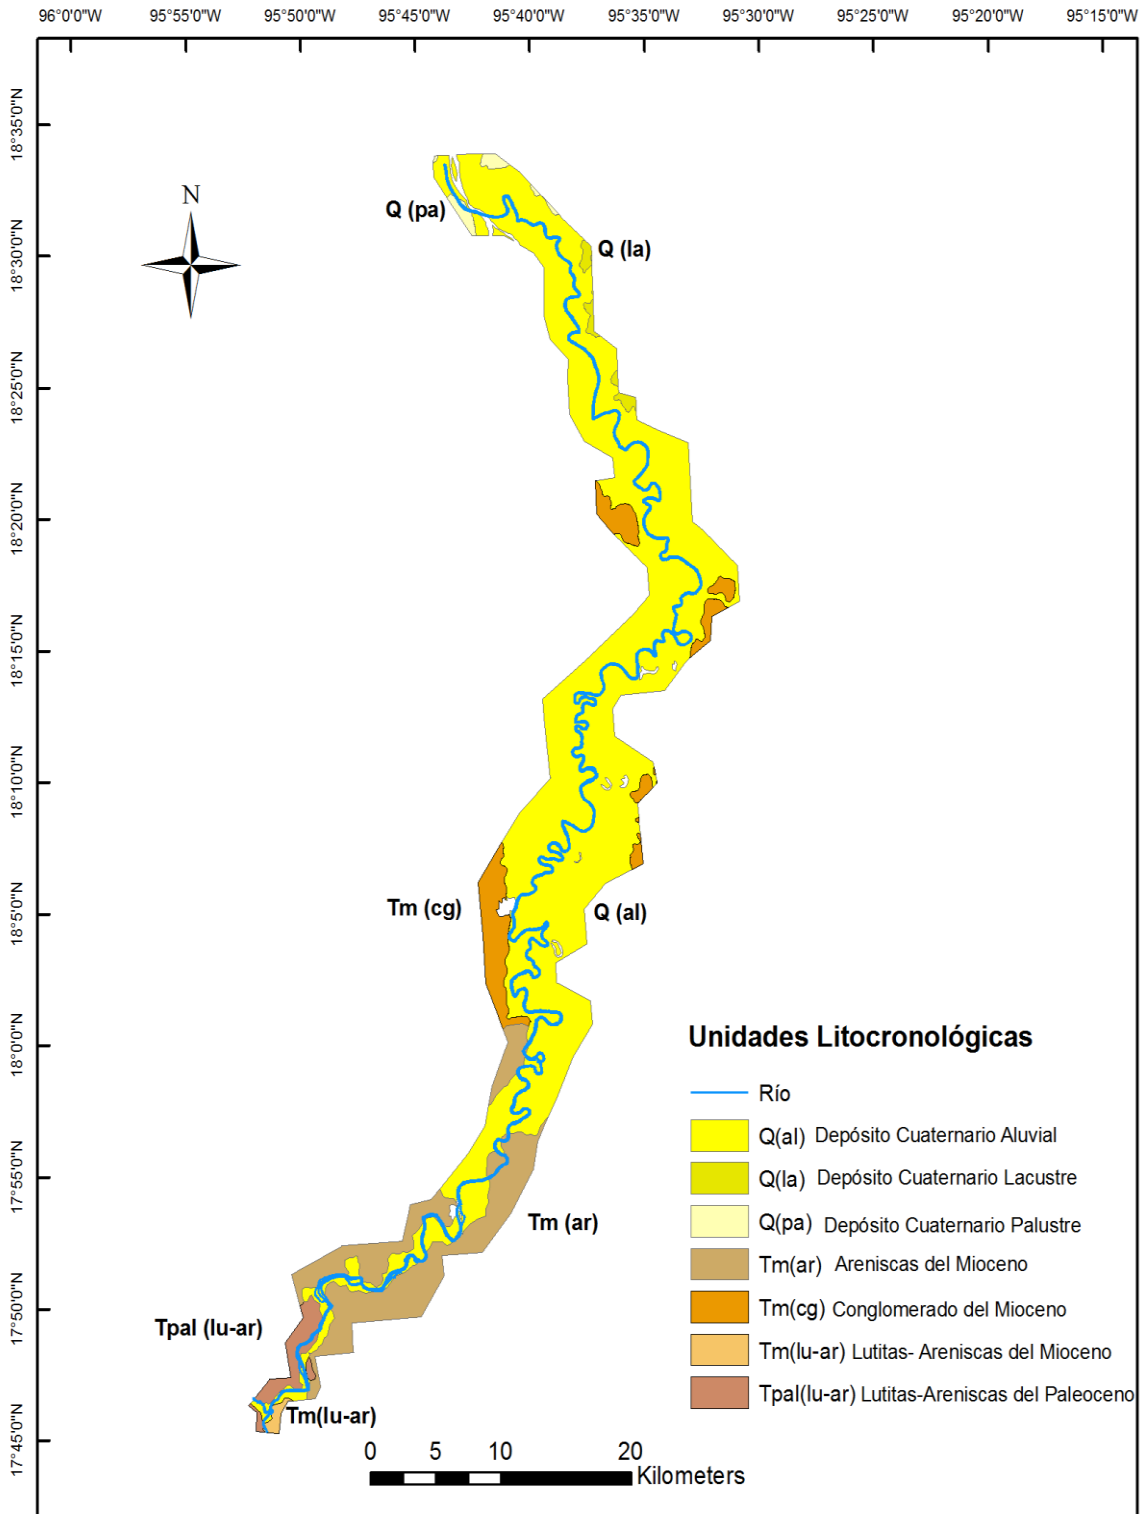 96°0'0"W 95°55'0"W 95°50'0"W 95°45'0"W 95°40'0"W 95°35'0"W 95°30'0"W 95°25'0"W 95°20'0"W 95°15'0"W
18°35'0"N
18°30'0"N
18°25'0"N
18°20'0"N
18°15'0"N
18°10'0"N
18°5'0"N
18°0'0"N
17°55'0"N
17°50'0"N
17°45'0"N
N
Q (pa)
Q (la)
Tm (cg)
Q (al)
Tm (ar)
Tpal (lu-ar)
Tm(lu-ar)
Unidades Litocronológicas
Río
Q(al) Depósito Cuaternario Aluvial
Q(la) Depósito Cuaternario Lacustre
Q(pa) Depósito Cuaternario Palustre
Tm(ar) Areniscas del Mioceno
Tm(cg) Conglomerado del Mioceno
Tm(lu-ar) Lutitas- Areniscas del Mioceno
Tpal(lu-ar) Lutitas-Areniscas del Paleoceno
0 5 10 20
Kilometers